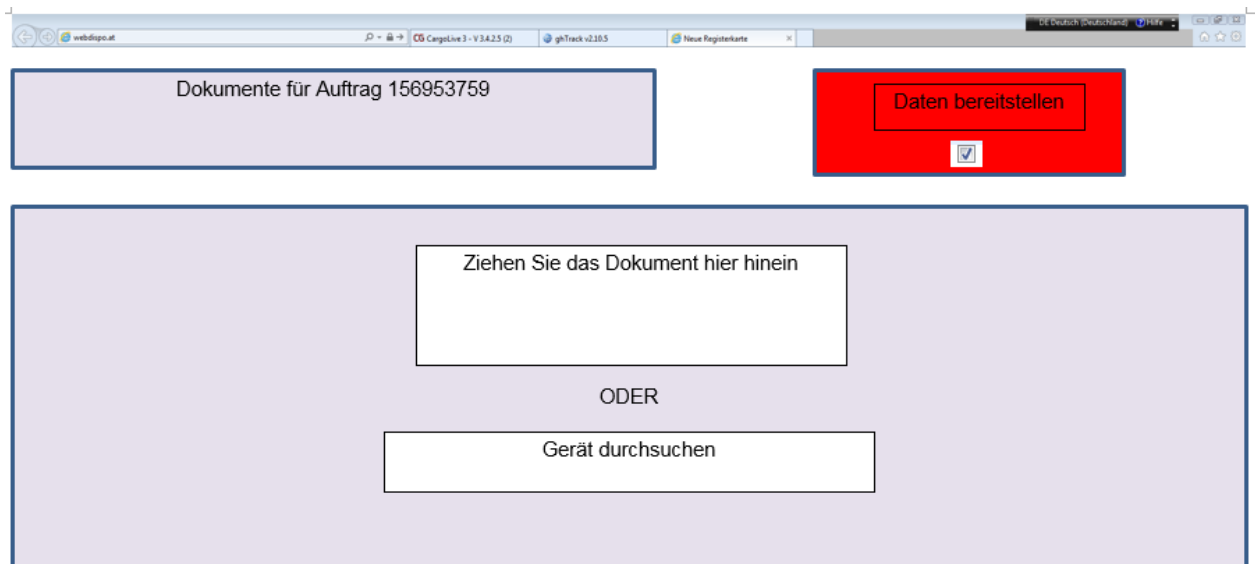 DE Deutsch (Deutschland) Hilfe
webdispo.at
CG CargoLive 3 - V 3.4.2.5 (2)
ghTrack v2.10.5
Neue Registerkarte
Dokumente für Auftrag 156953759
Daten bereitstellen
Ziehen Sie das Dokument hier hinein
ODER
Gerät durchsuchen